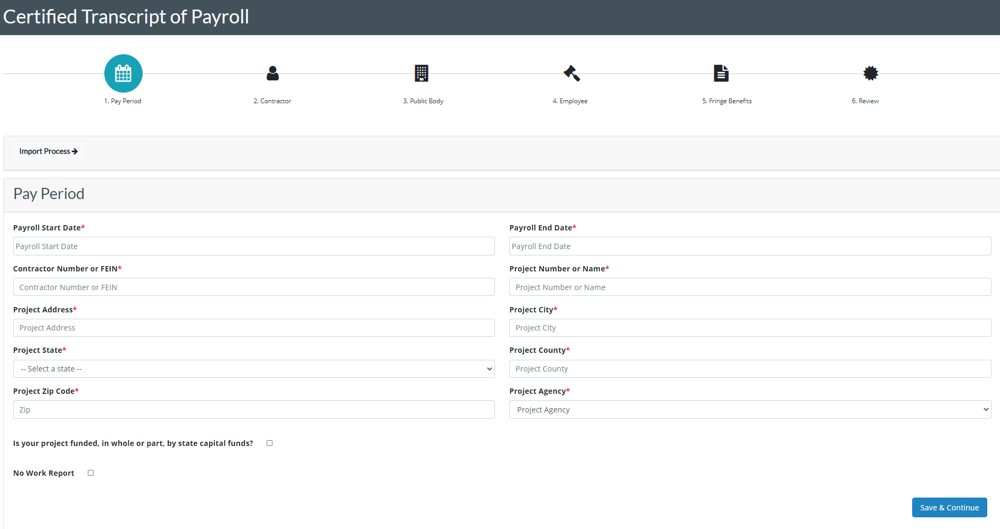 Certified Transcript of Payroll
1. Pay Period
2. Contractor
3. Public Body
4. Employee
5. Fringe Benefits
6. Review
Import Process
Pay Period
Payroll Start Date*
Payroll End Date*
Payroll Start Date
Payroll End Date
Contractor Number or FEIN*
Project Number or Name*
Contractor Number or FEIN
Project Number or Name
Project Address*
Project City*
Project Address
Project City
Project State*
Project County*
-- Select a state --
Project County
Project Zip Code*
Project Agency*
Zip
Project Agency
Is your project funded, in whole or part, by state capital funds?
No Work Report
Save & Continue